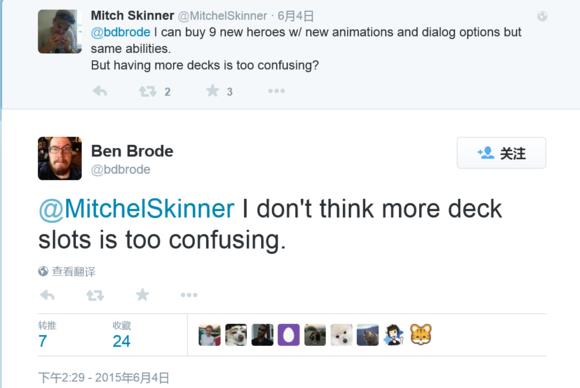 Mitch Skinner @MitchelSkinner · 6月4日
@bdbrode I can buy 9 new heroes w/ new animations and dialog options but
same abilities.
But having more decks is too confusing?
2 3
Ben Brode
@bdbrode
关注
@MitchelSkinner I don't think more deck
slots is too confusing.
查看翻译
转推 收藏
7 24
下午2:29 - 2015年6月4日